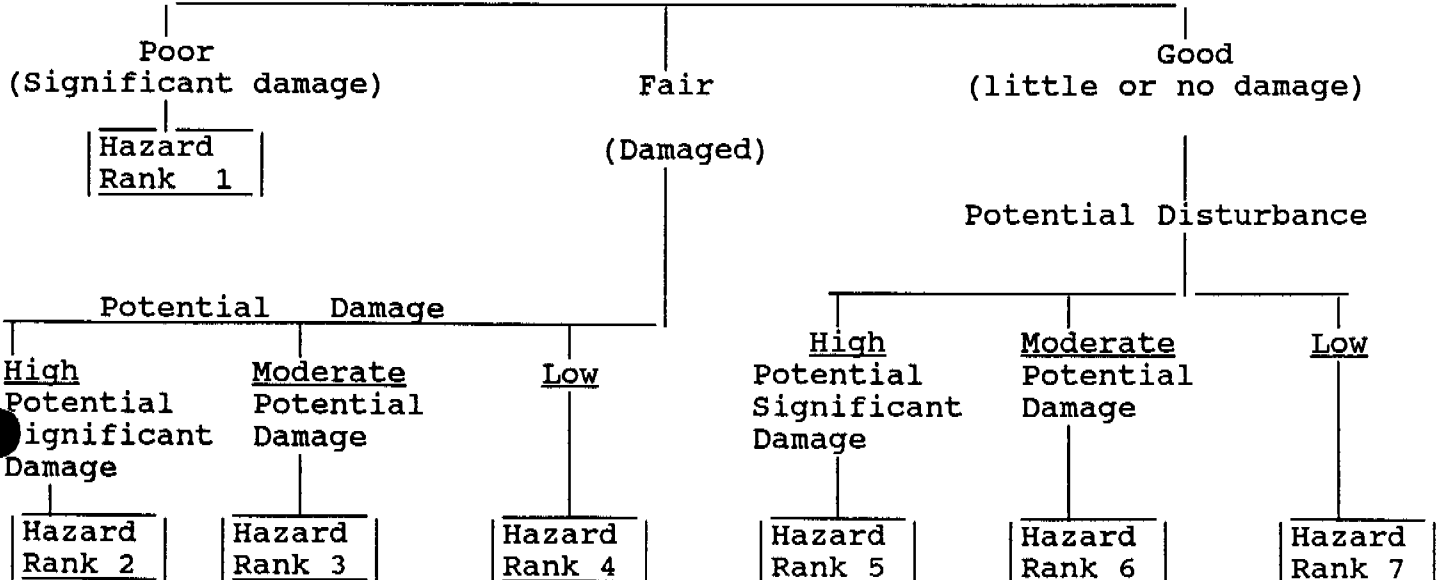 Poor
(Significant damage)
Hazard
Rank 1
Fair
(Damaged)
Good
(little or no damage)
Potential Disturbance
Potential Damage
High
Potential
Significant
Damage
Hazard
Rank 2
Moderate
Potential
Damage
Hazard
Rank 3
Low
Hazard
Rank 4
High
Potential
Significant
Damage
Hazard
Rank 5
Moderate
Potential
Damage
Hazard
Rank 6
Low
Hazard
Rank 7